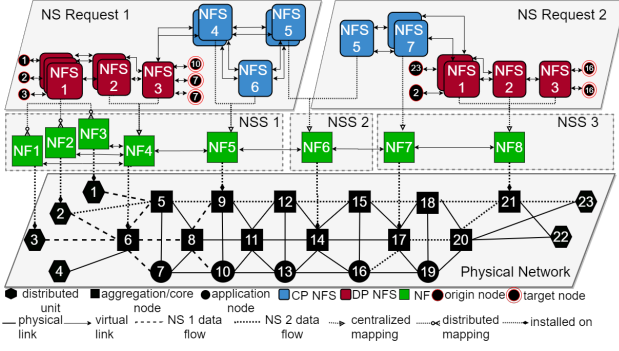 NS Request 1
NS Request 2
NFS 4
NFS 5
NFS 6
NFS 1
NFS 2
NFS 3
1
2
3
10
7
7
NFS 5
NFS 7
NFS 1
NFS 2
NFS 3
23
2
16
16
NSS 1
NSS 2
NSS 3
NF1
NF2
NF3
NF4
NF5
NF6
NF7
NF8
1
2
3
4
5
9
12
15
18
21
23
6
8
11
14
17
20
22
7
10
13
16
19
Physical Network
distributed unit
aggregation/core node
application node
CP NFS
DP NFS
NF
origin node
target node
physical link
virtual link
NS 1 data flow
NS 2 data flow
centralized mapping
distributed mapping
installed on